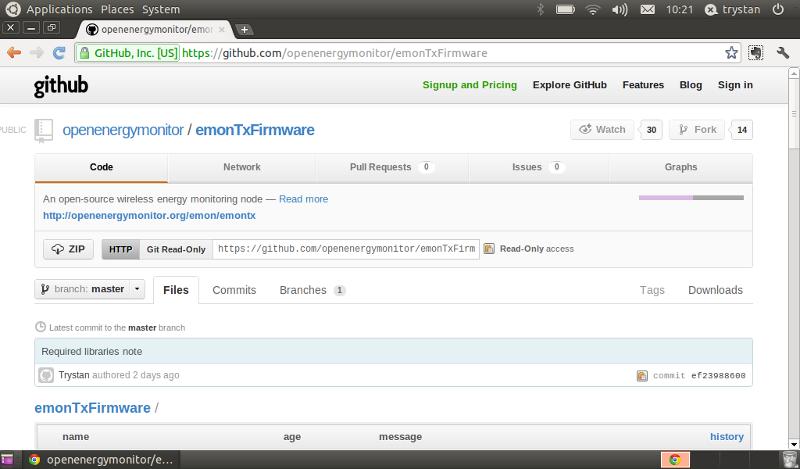 Applications Places System 10:21 trystan
openenergymonitor/emon
GitHub, Inc. [US] https://github.com/openenergymonitor/emonTxFirmware
github Signup and Pricing Explore GitHub Features Blog Sign in
PUBLIC openenergymonitor / emonTxFirmware Watch 30 Fork 14
Code Network Pull Requests 0 Issues 0 Graphs
An open-source wireless energy monitoring node — Read more
http://openenergymonitor.org/emon/emontx
ZIP HTTP Git Read-Only https://github.com/openenergymonitor/emonTxFirm Read-Only access
branch: master Files Commits Branches 1 Tags Downloads
Latest commit to the master branch
Required libraries note
Trystan authored 2 days ago commit ef23988600
emonTxFirmware /
name age message history
openenergymonitor/e...